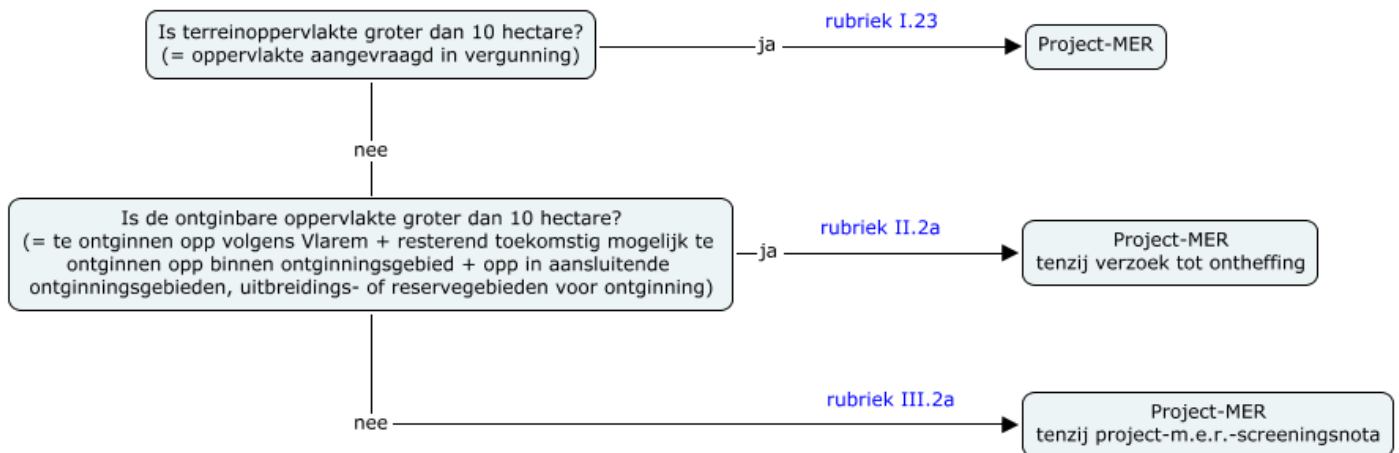 Is terreinoppervlakte groter dan 10 hectare?
(= oppervlakte aangevraagd in vergunning)
ja
rubriek I.23
Project-MER
nee
Is de ontginbare oppervlakte groter dan 10 hectare?
(= te ontginnen opp volgens Vlarem + resterend toekomstig mogelijk te
ontginnen opp binnen ontginningsgebied + opp in aansluitende
ontginningsgebieden, uitbreidings- of reservegebieden voor ontginning)
ja
rubriek II.2a
Project-MER
tenzij verzoek tot ontheffing
nee
rubriek III.2a
Project-MER
tenzij project-m.e.r.-screeningsnota